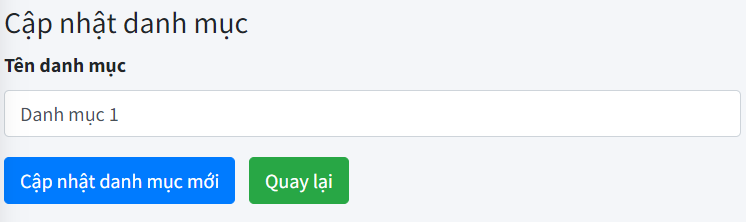 Cập nhật danh mục
Tên danh mục
Danh mục 1
Cập nhật danh mục mới Quay lại